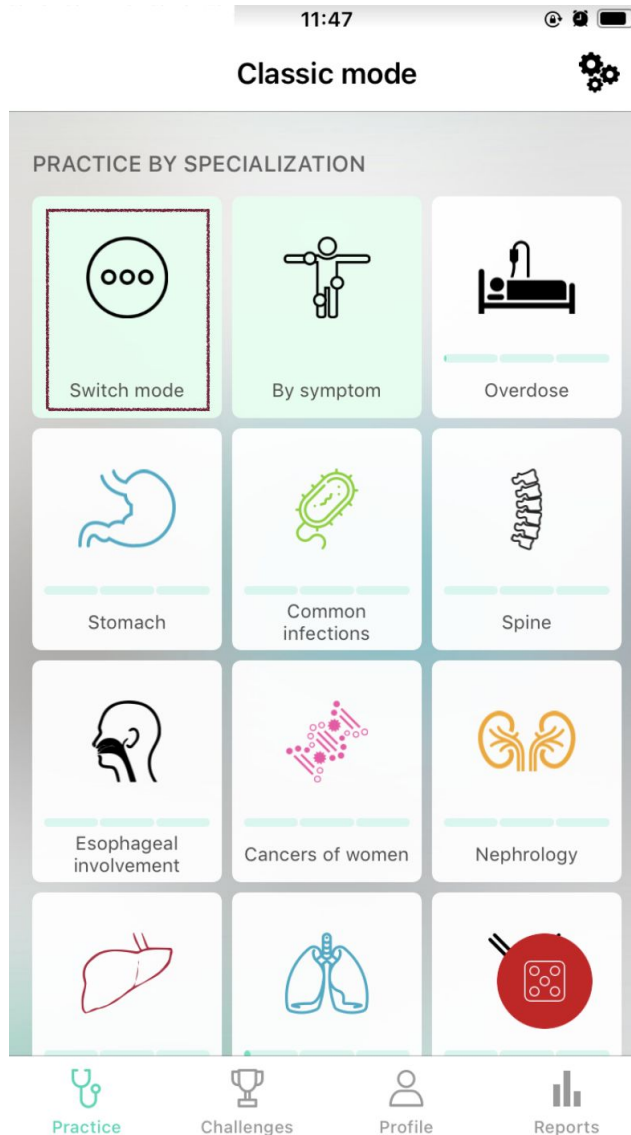 11:47
Classic mode
PRACTICE BY SPECIALIZATION
Switch mode
By symptom
Overdose
Stomach
Common
infections
Spine
Esophageal
involvement
Cancers of women
Nephrology
Practice
Challenges
Profile
Reports